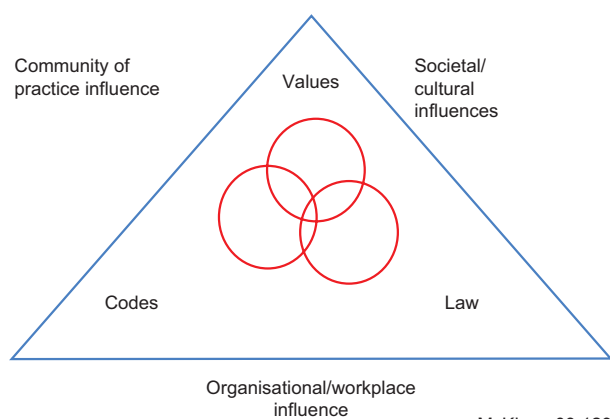 Community of
practice influence
Societal/
cultural
influences
Values
Codes
Law
Organisational/workplace
influence